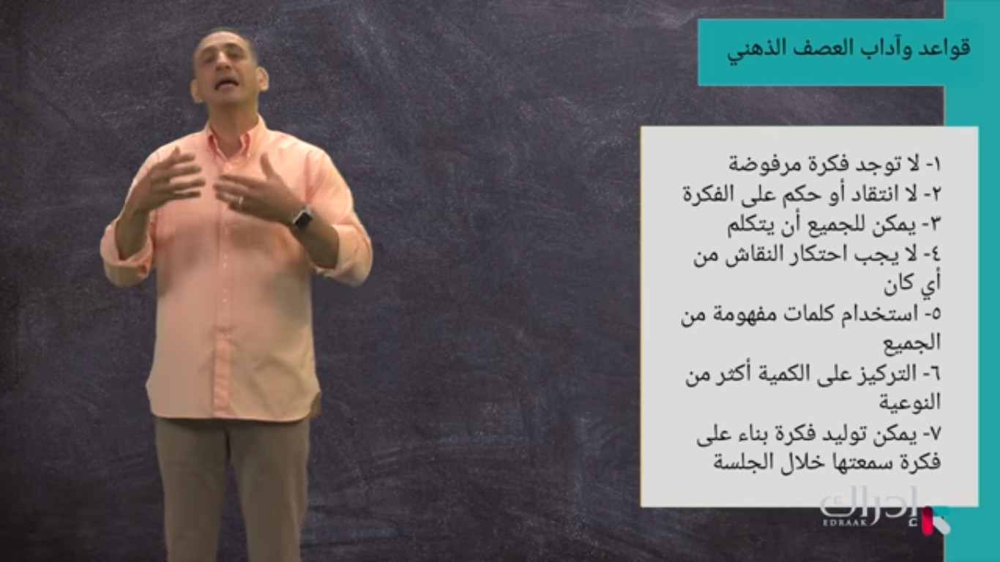 قواعد وآداب العصف الذهني
١- لا توجد فكرة مرفوضة
٢- لا انتقاد أو حكم على الفكرة
٣- يمكن للجميع أن يتكلم
٤- لا يجب احتكار النقاش من
أي كان
٥- استخدام كلمات مفهومة من
الجميع
٦- التركيز على الكمية أكثر من
النوعية
٧- يمكن توليد فكرة بناء على
فكرة سمعتها خلال الجلسة
إدراك
EDRAAK